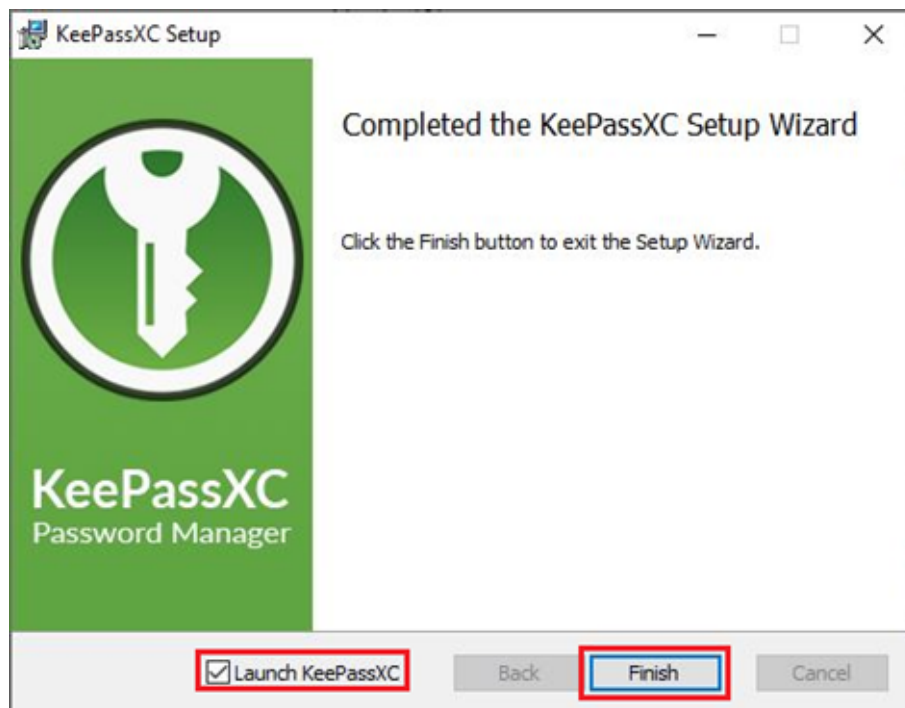 KeePassXC Setup
Completed the KeePassXC Setup Wizard
Click the Finish button to exit the Setup Wizard.
KeePassXC
Password Manager
Launch KeePassXC
Back
Finish
Cancel